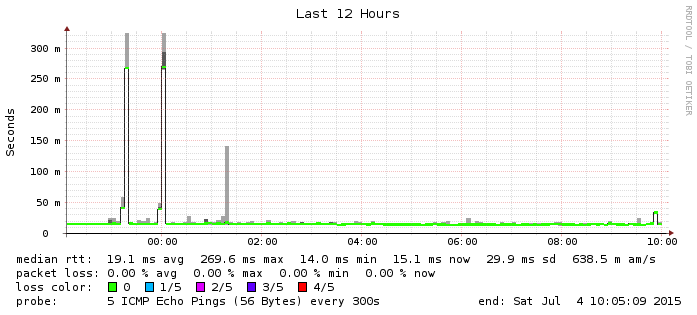 Last 12 Hours
RRDTOOL / TOBI OETIKER
Seconds
300 m
250 m
200 m
150 m
100 m
50 m
0
00:00 02:00 04:00 06:00 08:00 10:00
median rtt: 19.1 ms avg 269.6 ms max 14.0 ms min 15.1 ms now 29.9 ms sd 638.5 m am/s
packet loss: 0.00 % avg 0.00 % max 0.00 % min 0.00 % now
loss color: 0 1/5 2/5 3/5 4/5
probe: 5 ICMP Echo Pings (56 Bytes) every 300s end: Sat Jul 4 10:05:09 2015